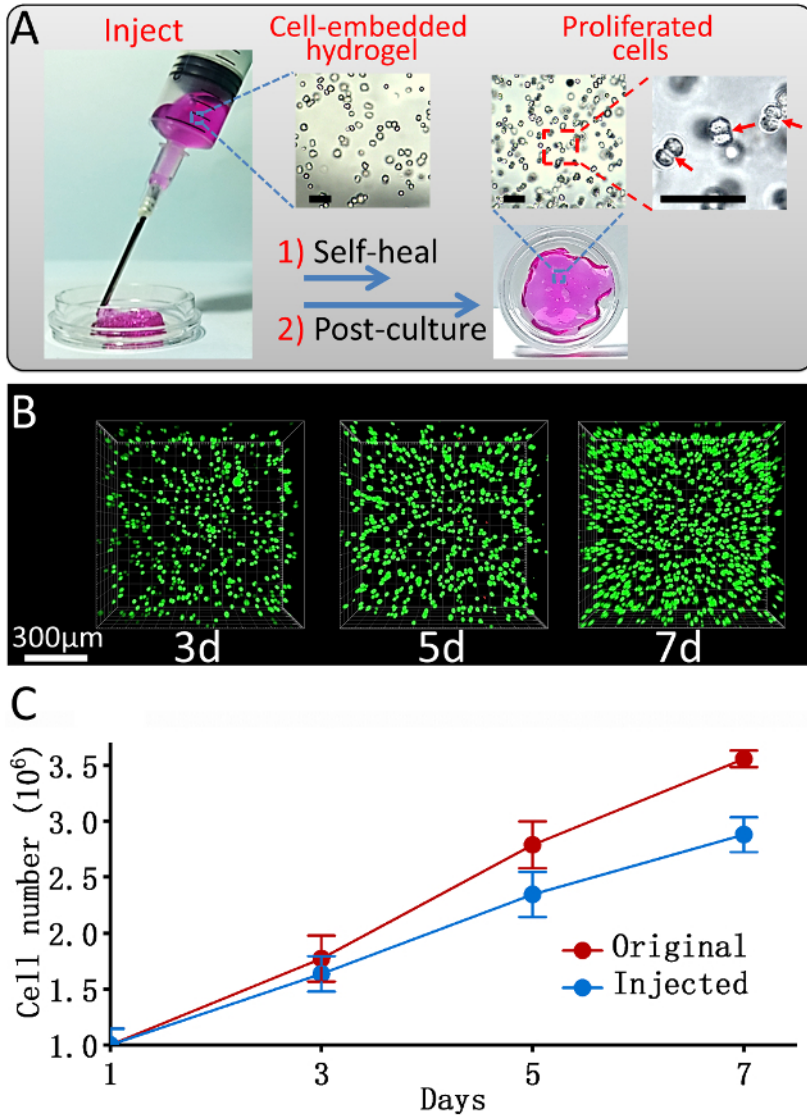 A
Inject
Cell-embedded
hydrogel
Proliferated
cells
1) Self-heal
2) Post-culture
B
300μm
3d
5d
7d
C
Cell number (10⁶)
3.5
3.0
2.5
2.0
1.5
1.0
Original
Injected
1
3
5
7
Days